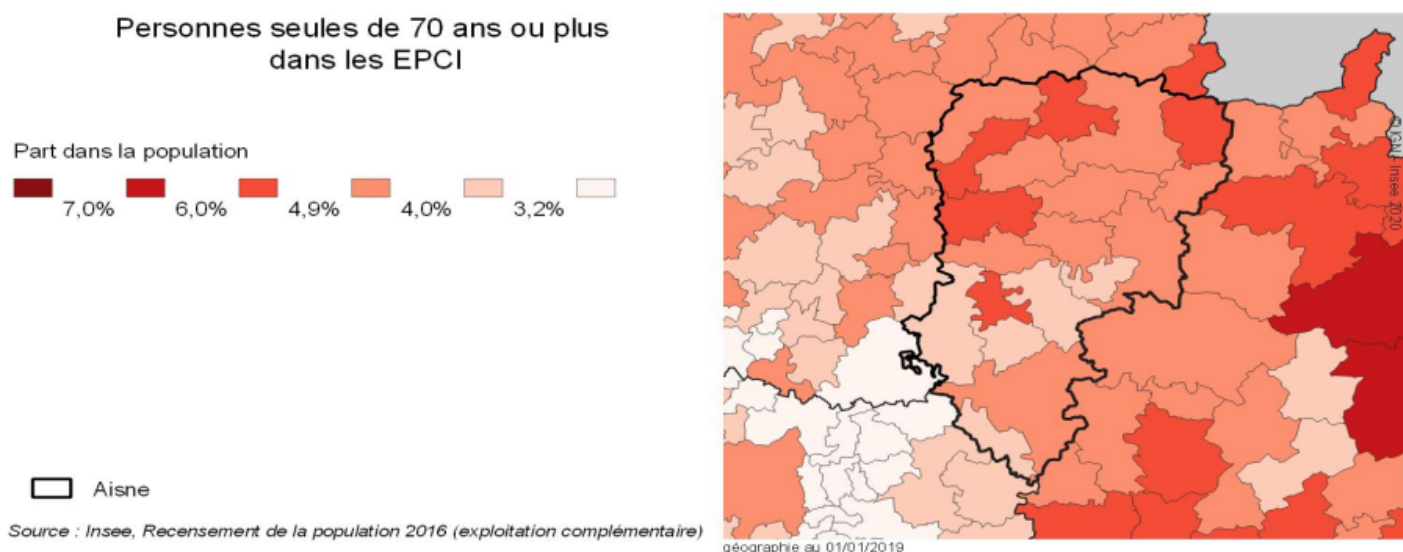 Personnes seules de 70 ans ou plus
dans les EPCI
Part dans la population
7,0% 6,0% 4,9% 4,0% 3,2%
Aisne
Source : Insee, Recensement de la population 2016 (exploitation complémentaire)
©IGN - Insee 2020
géographie au 01/01/2019